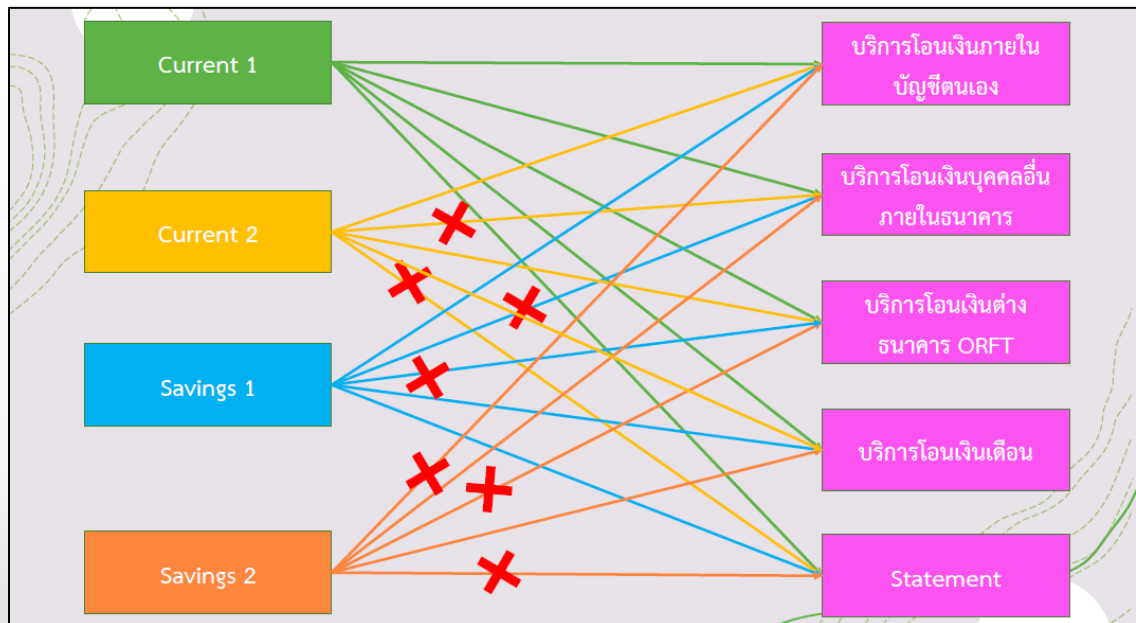 Current 1
บริการโอนเงินภายใน
บัญชีตนเอง
Current 2
บริการโอนเงินบุคคลอื่น
ภายในธนาคาร
Savings 1
บริการโอนเงินต่าง
ธนาคาร ORFT
บริการโอนเงินเดือน
Savings 2
Statement